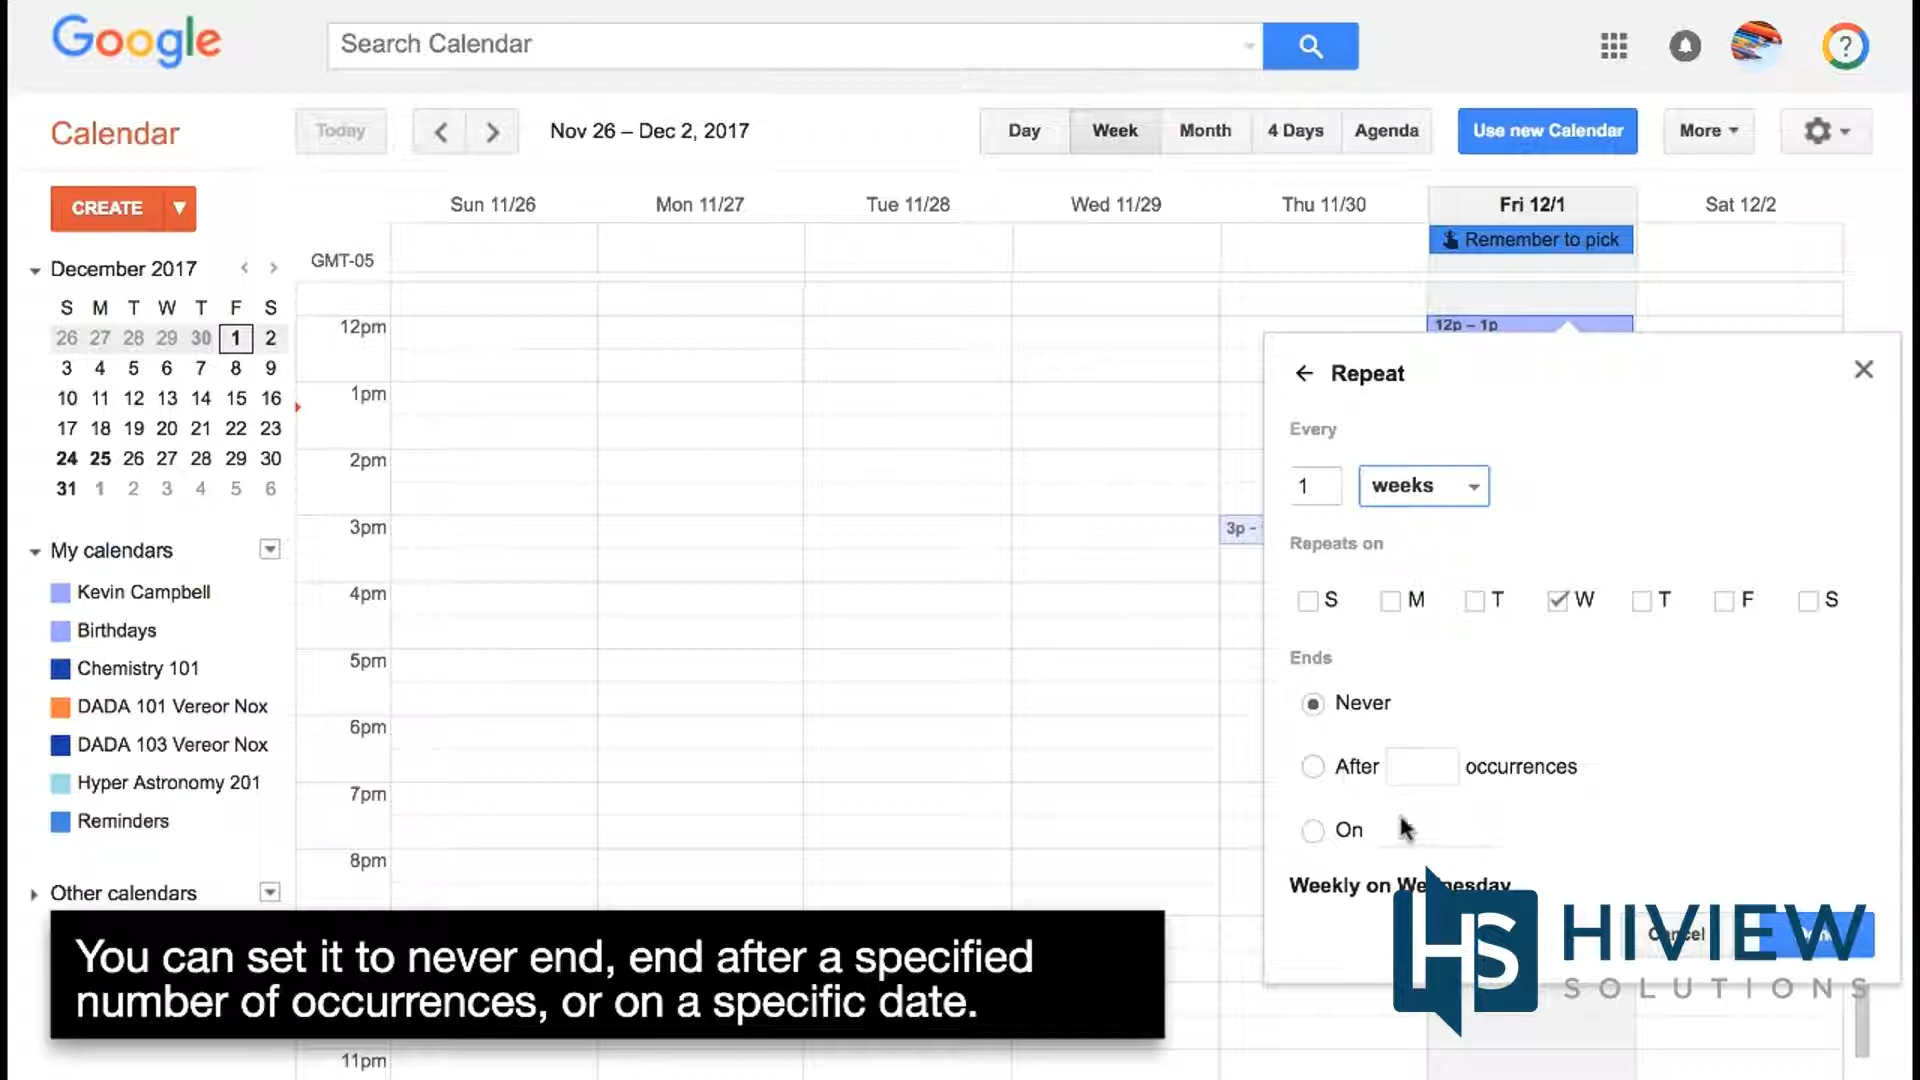 Google
Search Calendar
?
Calendar
Today
Nov 26 – Dec 2, 2017
Day Week Month 4 Days Agenda
Use new Calendar
More
CREATE
Sun 11/26 Mon 11/27 Tue 11/28 Wed 11/29 Thu 11/30 Fri 12/1 Sat 12/2
Remember to pick
GMT-05
December 2017
S M T W T F S
26 27 28 29 30 1 2
3 4 5 6 7 8 9
10 11 12 13 14 15 16
17 18 19 20 21 22 23
24 25 26 27 28 29 30
31 1 2 3 4 5 6
My calendars
Kevin Campbell
Birthdays
Chemistry 101
DADA 101 Vereor Nox
DADA 103 Vereor Nox
Hyper Astronomy 201
Reminders
Other calendars
12pm
1pm
2pm
3pm
4pm
5pm
6pm
7pm
8pm
11pm
12p – 1p
3p -
Repeat
Every
1 weeks
Repeats on
S M T W T F S
Ends
Never
After occurrences
On
Weekly on Wednesday
Cancel
HS HIVIEW
SOLUTIONS
You can set it to never end, end after a specified
number of occurrences, or on a specific date.